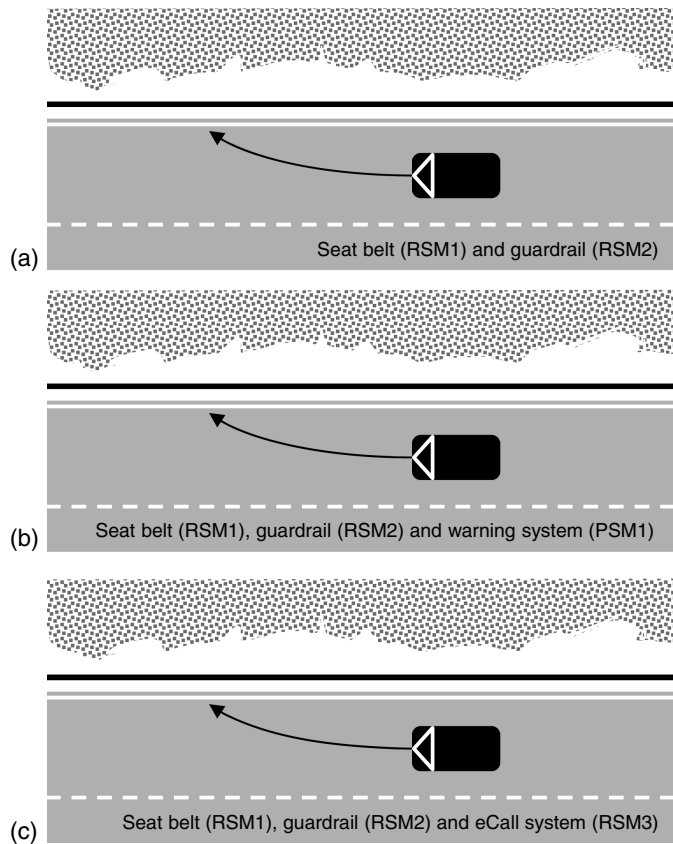 Seat belt (RSM1) and guardrail (RSM2)
(a)
Seat belt (RSM1), guardrail (RSM2) and warning system (PSM1)
(b)
Seat belt (RSM1), guardrail (RSM2) and eCall system (RSM3)
(c)